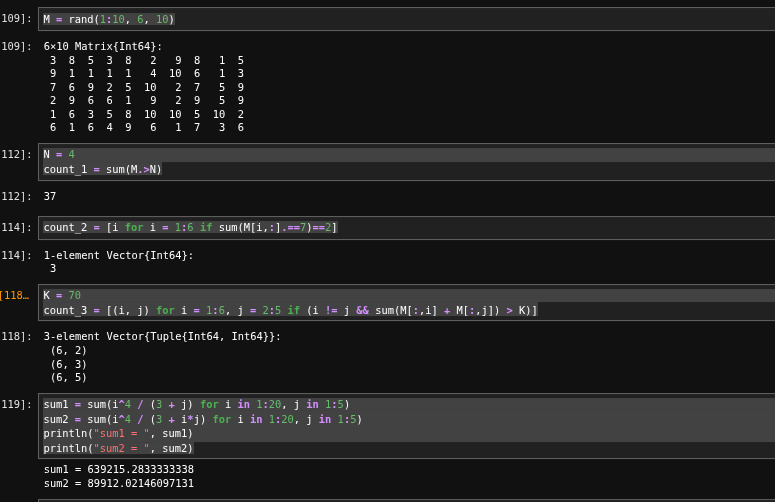 109]: M = rand(1:10, 6, 10)
109]: 6×10 Matrix{Int64}:
3 8 5 3 8 2 9 8 1 5
9 1 1 1 1 4 10 6 1 3
7 6 9 2 5 10 2 7 5 9
2 9 6 6 1 9 2 9 5 9
1 6 3 5 8 10 10 5 10 2
6 1 6 4 9 6 1 7 3 6
112]: N = 4
count_1 = sum(M.>N)
112]: 37
114]: count_2 = [i for i = 1:6 if sum(M[i,:].==7)==2]
114]: 1-element Vector{Int64}:
3
[118… K = 70
count_3 = [(i, j) for i = 1:6, j = 2:5 if (i != j && sum(M[:,i] + M[:,j]) > K)]
118]: 3-element Vector{Tuple{Int64, Int64}}:
(6, 2)
(6, 3)
(6, 5)
119]: sum1 = sum(i^4 / (3 + j) for i in 1:20, j in 1:5)
sum2 = sum(i^4 / (3 + i*j) for i in 1:20, j in 1:5)
println("sum1 = ", sum1)
println("sum2 = ", sum2)
sum1 = 639215.2833333338
sum2 = 89912.02146097131